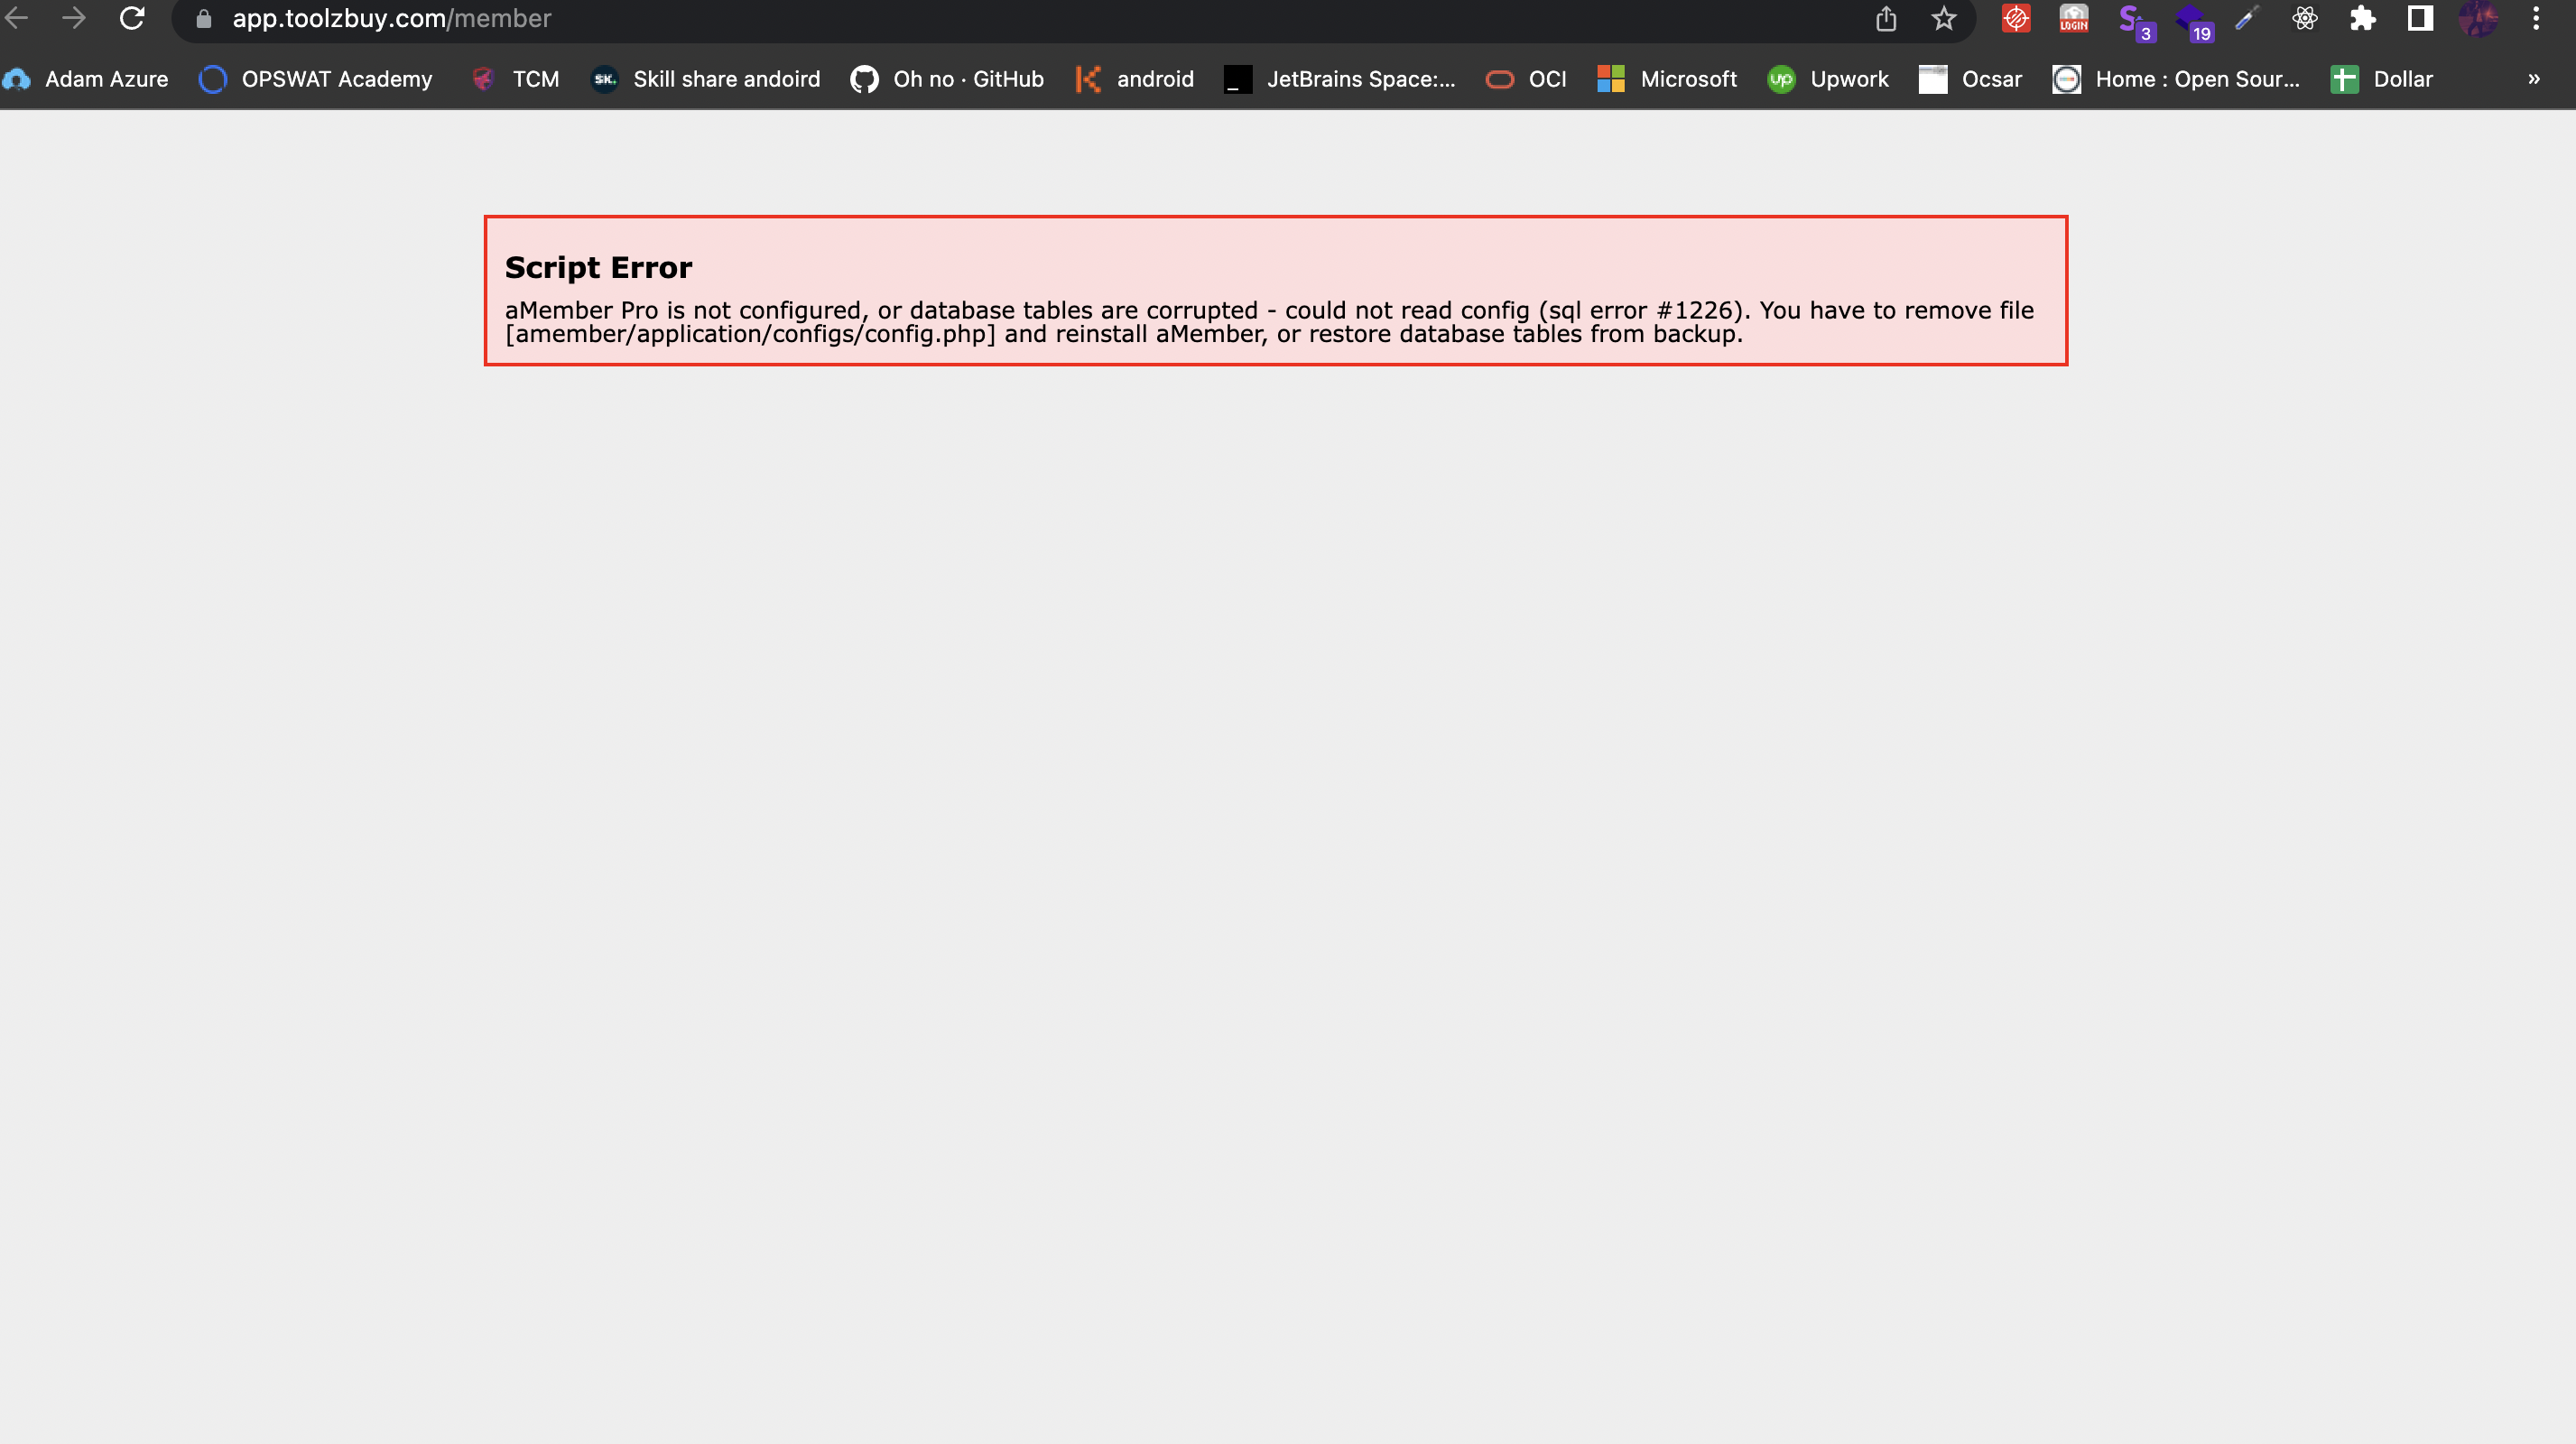 app.toolzbuy.com/member
LOGIN
3
19
Adam Azure
OPSWAT Academy
TCM
SK.
Skill share andoird
Oh no · GitHub
android
JetBrains Space:...
OCI
Microsoft
up
Upwork
Ocsar
Home : Open Sour...
Dollar
»
Script Error
aMember Pro is not configured, or database tables are corrupted - could not read config (sql error #1226). You have to remove file
[amember/application/configs/config.php] and reinstall aMember, or restore database tables from backup.